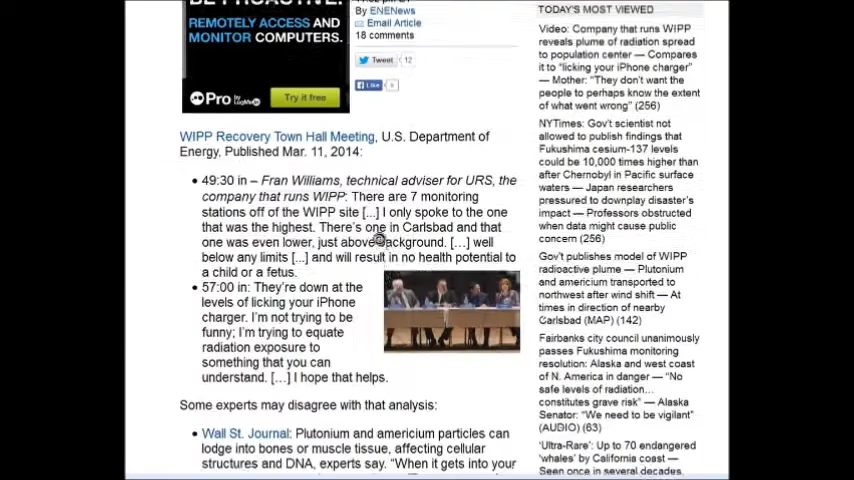 BE PROACTIVE!
REMOTELY ACCESS AND
MONITOR COMPUTERS.
Pro by LogMeIn
Try it free
By ENENews
Email Article
18 comments
Tweet 12
Like 9
WIPP Recovery Town Hall Meeting, U.S. Department of
Energy, Published Mar. 11, 2014:
• 49:30 in – Fran Williams, technical adviser for URS, the
company that runs WIPP: There are 7 monitoring
stations off of the WIPP site [...] I only spoke to the one
that was the highest. There's one in Carlsbad and that
one was even lower, just above background. [...] well
below any limits [...] and will result in no health potential to
a child or a fetus.
• 57:00 in: They're down at the
levels of licking your iPhone
charger. I'm not trying to be
funny; I'm trying to equate
radiation exposure to
something that you can
understand. [...] I hope that helps.
Some experts may disagree with that analysis:
• Wall St. Journal: Plutonium and americium particles can
lodge into bones or muscle tissue, affecting cellular
structures and DNA, experts say. “When it gets into your
TODAY'S MOST VIEWED
Video: Company that runs WIPP
reveals plume of radiation spread
to population center — Compares
it to “licking your iPhone charger”
— Mother: “They don't want the
people to perhaps know the extent
of what went wrong” (256)
NYTimes: Gov't scientist not
allowed to publish findings that
Fukushima cesium-137 levels
could be 10,000 times higher than
after Chernobyl in Pacific surface
waters — Japan researchers
pressured to downplay disaster's
impact — Professors obstructed
when data might cause public
concern (256)
Gov't publishes model of WIPP
radioactive plume — Plutonium
and americium transported to
northwest after wind shift — At
times in direction of nearby
Carlsbad (MAP) (142)
Fairbanks city council unanimously
passes Fukushima monitoring
resolution: Alaska and west coast
of N. America in danger — “No
safe levels of radiation...
constitutes grave risk” — Alaska
Senator: “We need to be vigilant”
(AUDIO) (63)
‘Ultra-Rare’: Up to 70 endangered
‘whales’ by California coast —
Seen once in several decades,